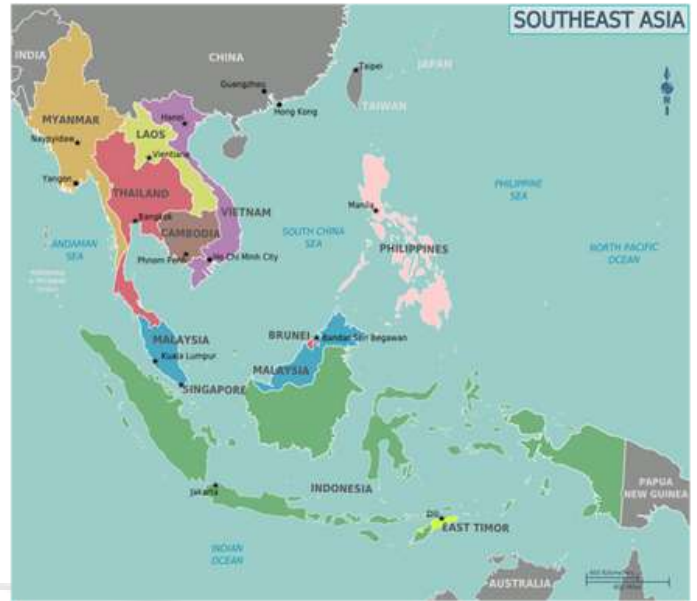 SOUTHEAST ASIA
INDIA
CHINA
JAPAN
Taipei
Guangzhou
Hong Kong
TAIWAN
N
MYANMAR
Hanoi
LAOS
Naypyidaw
Vientiane
Yangon
THAILAND
PHILIPPINE
SEA
Manila
VIETNAM
Bangkok
CAMBODIA
SOUTH CHINA
SEA
ANDAMAN
SEA
PHILIPPINES
NORTH PACIFIC
OCEAN
Phnom Penh
Ho Chi Minh City
BRUNEI
Bandar Seri Begawan
MALAYSIA
Kuala Lumpur
MALAYSIA
SINGAPORE
Jakarta
INDONESIA
PAPUA
NEW GUINEA
Dili
EAST TIMOR
INDIAN
OCEAN
AUSTRALIA